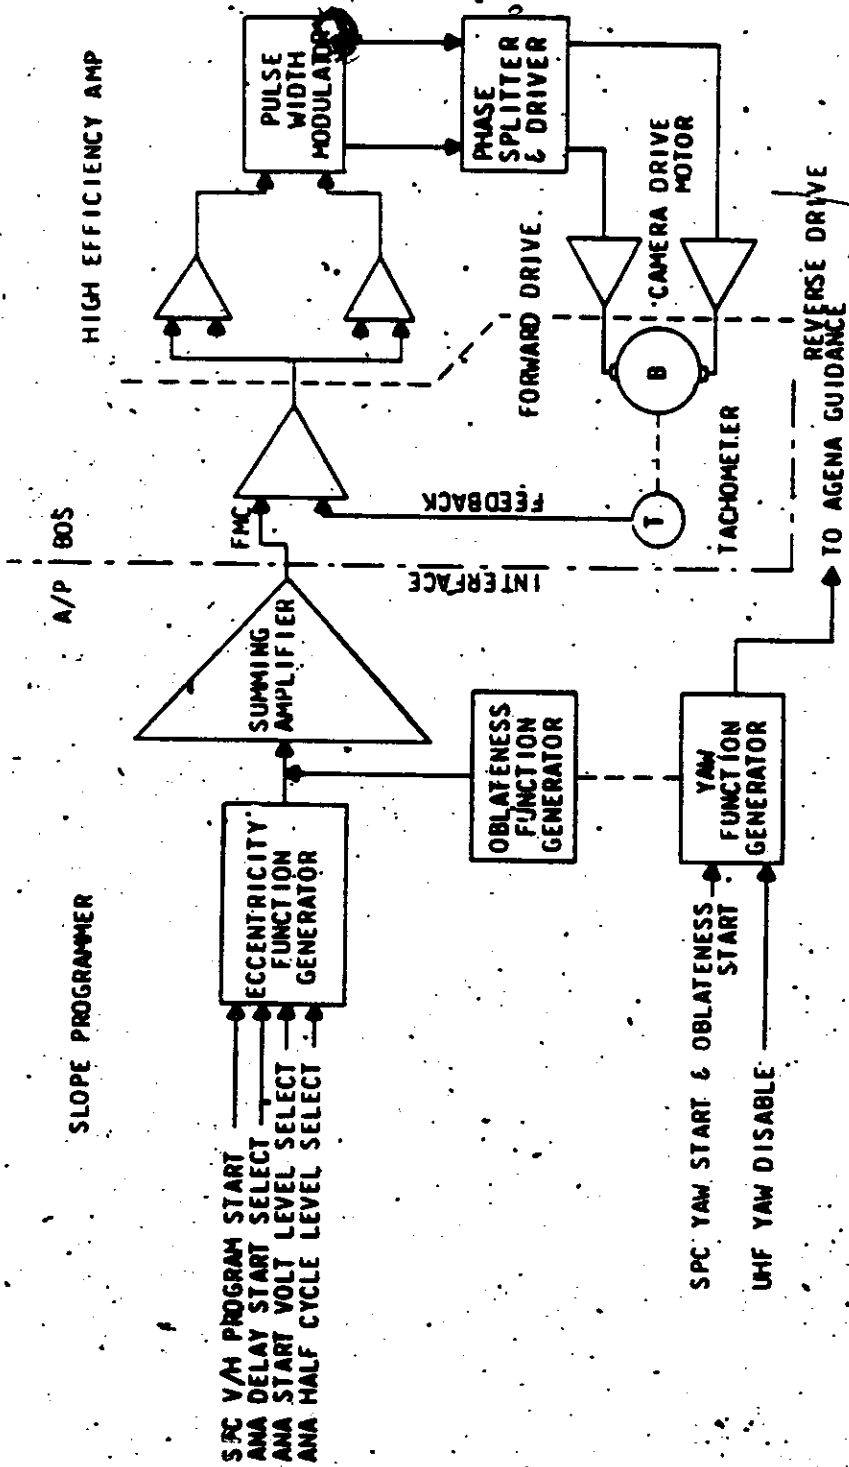 SLOPE PROGRAMMER
A/P
BOS
HIGH EFFICIENCY AMP
SPC V/H PROGRAM START
ANA DELAY START SELECT
ANA START VOLT LEVEL SELECT
ANA HALF CYCLE LEVEL SELECT
ECCENTRICITY
FUNCTION
GENERATOR
SUMMING
AMPLIFIER
FMC
PULSE
WIDTH
MODULATOR
PHASE
SPLITTER
& DRIVER
FEEDBACK
INTERFACE
OBLATENESS
FUNCTION
GENERATOR
FORWARD DRIVE.
T
B
TACHOMETER
CAMERA DRIVE
MOTOR
REVERSE DRIVE
SPC YAW START & OBLATENESS
START
UHF YAW DISABLE
YAW
FUNCTION
GENERATOR
TO AGENA GUIDANCE